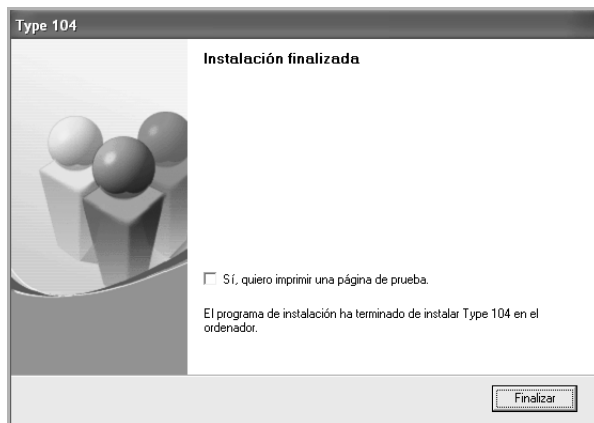 Type 104
Instalación finalizada
Sí, quiero imprimir una página de prueba.
El programa de instalación ha terminado de instalar Type 104 en el
ordenador.
Finalizar